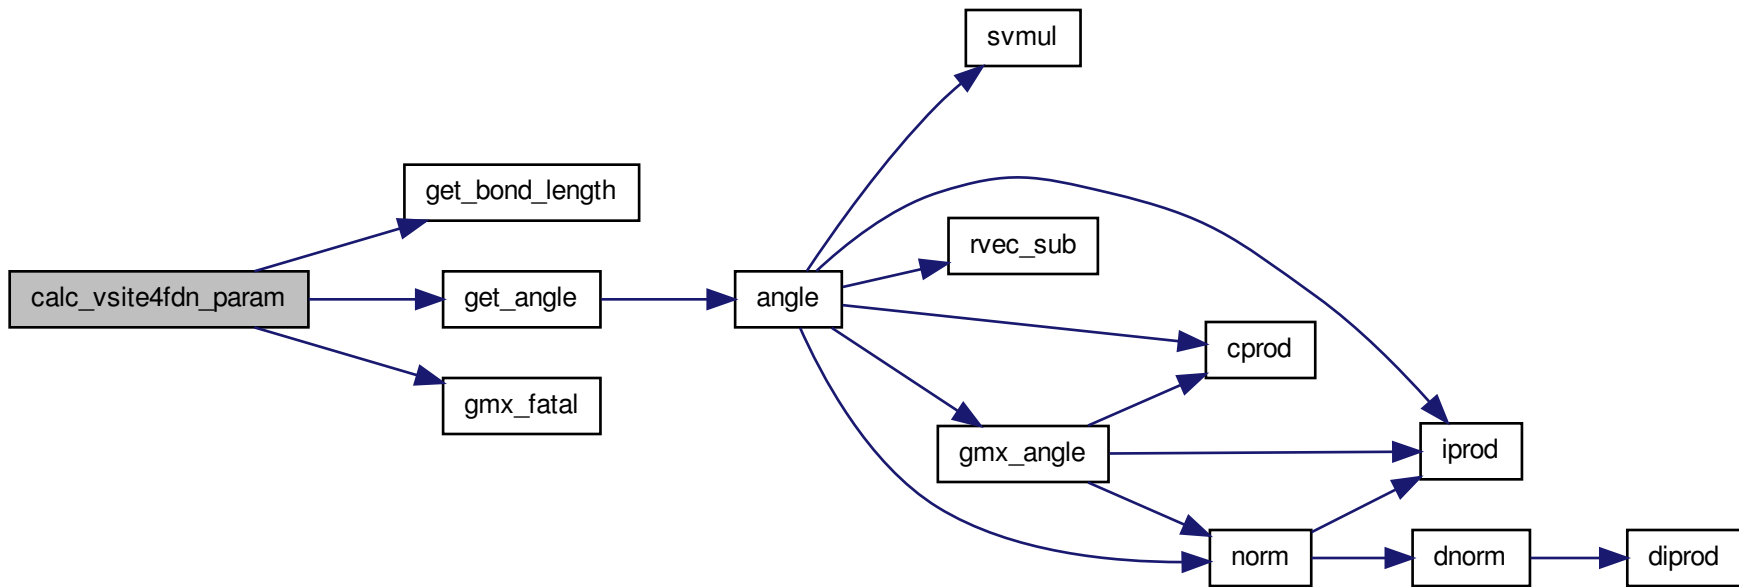 svmul
get_bond_length
rvec_sub
calc_vsite4fdn_param
get_angle
angle
cprod
gmx_fatal
gmx_angle
iprod
norm
dnorm
diprod